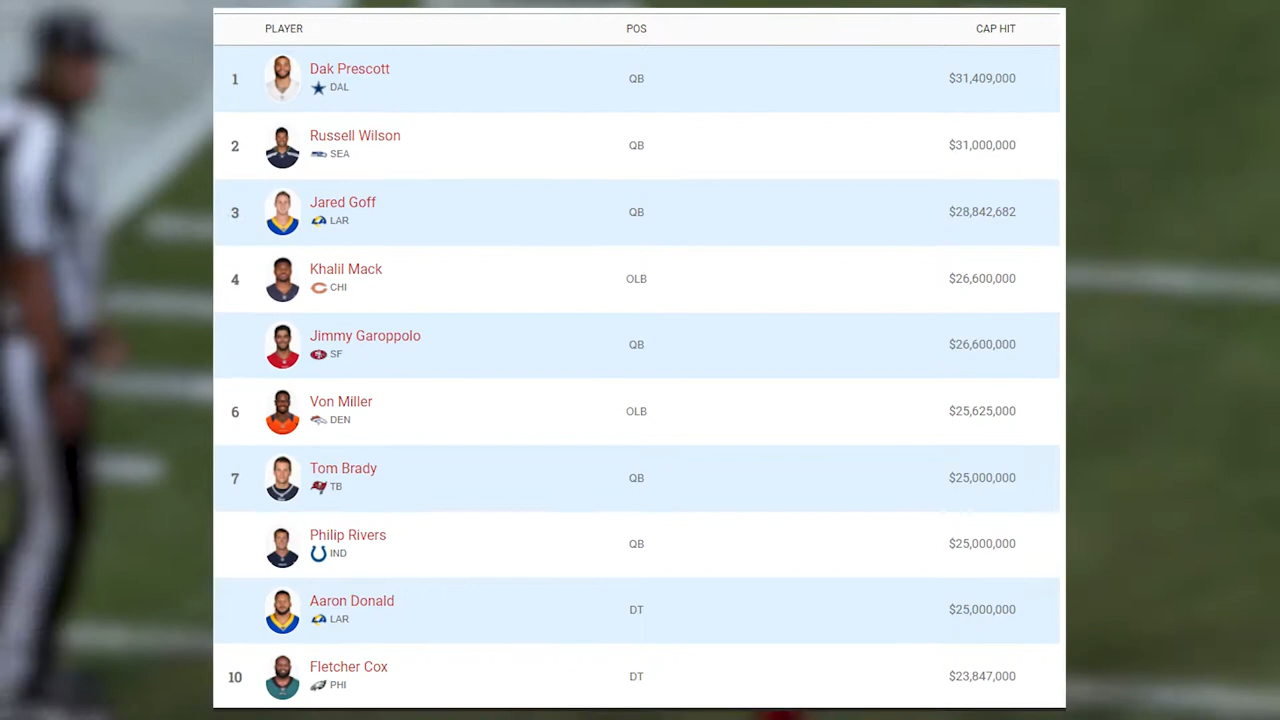 PLAYER POS CAP HIT
1 Dak Prescott QB $31,409,000
DAL
2 Russell Wilson QB $31,000,000
SEA
3 Jared Goff QB $28,842,682
LAR
4 Khalil Mack OLB $26,600,000
CHI
Jimmy Garoppolo QB $26,600,000
SF
6 Von Miller OLB $25,625,000
DEN
7 Tom Brady QB $25,000,000
TB
Philip Rivers QB $25,000,000
IND
Aaron Donald DT $25,000,000
LAR
10 Fletcher Cox DT $23,847,000
PHI